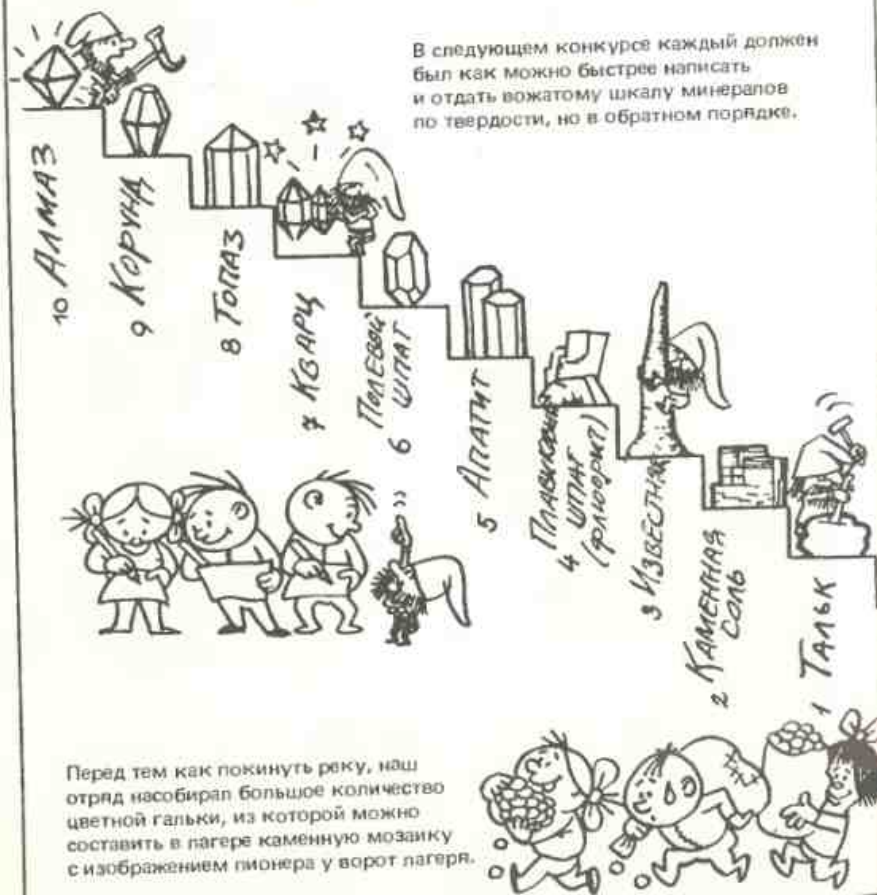 В следующем конкурсе каждый должен
был как можно быстрее написать
и отдать вожатому шкалу минералов
по твердости, но в обратном порядке.
10 АЛМАЗ
9 КОРУНД
8 ТОПАЗ
7 КВАРЦ
ПОЛЕВОЙ
6 ШПАТ
5 АПАТИТ
ПЛАВИКОВЫЙ
4 ШПАТ
(ФЛЮОРИТ)
3 ИЗВЕСТНЯК
2 КАМЕННАЯ
СОЛЬ
1 ТАЛЬК
Перед тем как покинуть реку, наш
отряд насобирал большое количество
цветной гальки, из которой можно
составить в лагере каменную мозаику
с изображением пионера у ворот лагеря.